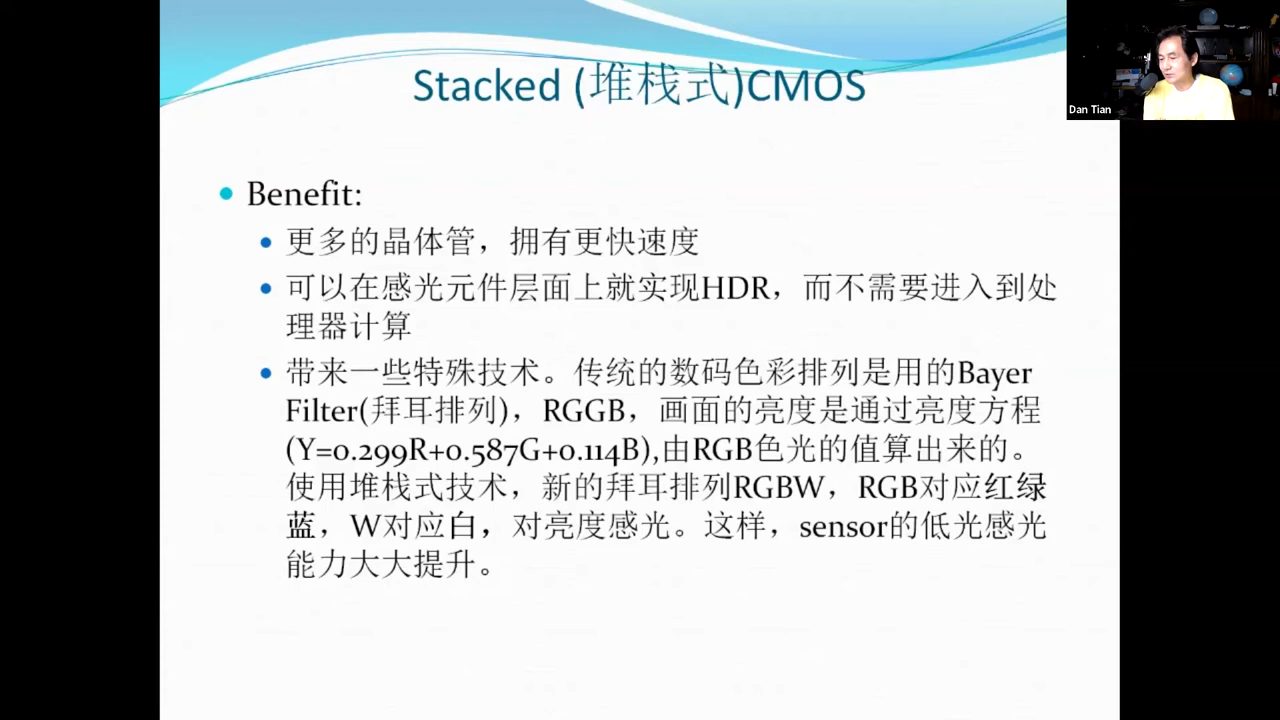 Stacked (堆栈式)CMOS
Dan Tian
Benefit:
更多的晶体管，拥有更快速度
可以在感光元件层面上就实现HDR，而不需要进入到处
理器计算
带来一些特殊技术。传统的数码色彩排列是用的Bayer
Filter(拜耳排列)，RGGB，画面的亮度是通过亮度方程
(Y=0.299R+0.587G+0.114B),由RGB色光的值算出来的。
使用堆栈式技术，新的拜耳排列RGBW，RGB对应红绿
蓝，W对应白，对亮度感光。这样，sensor的低光感光
能力大大提升。